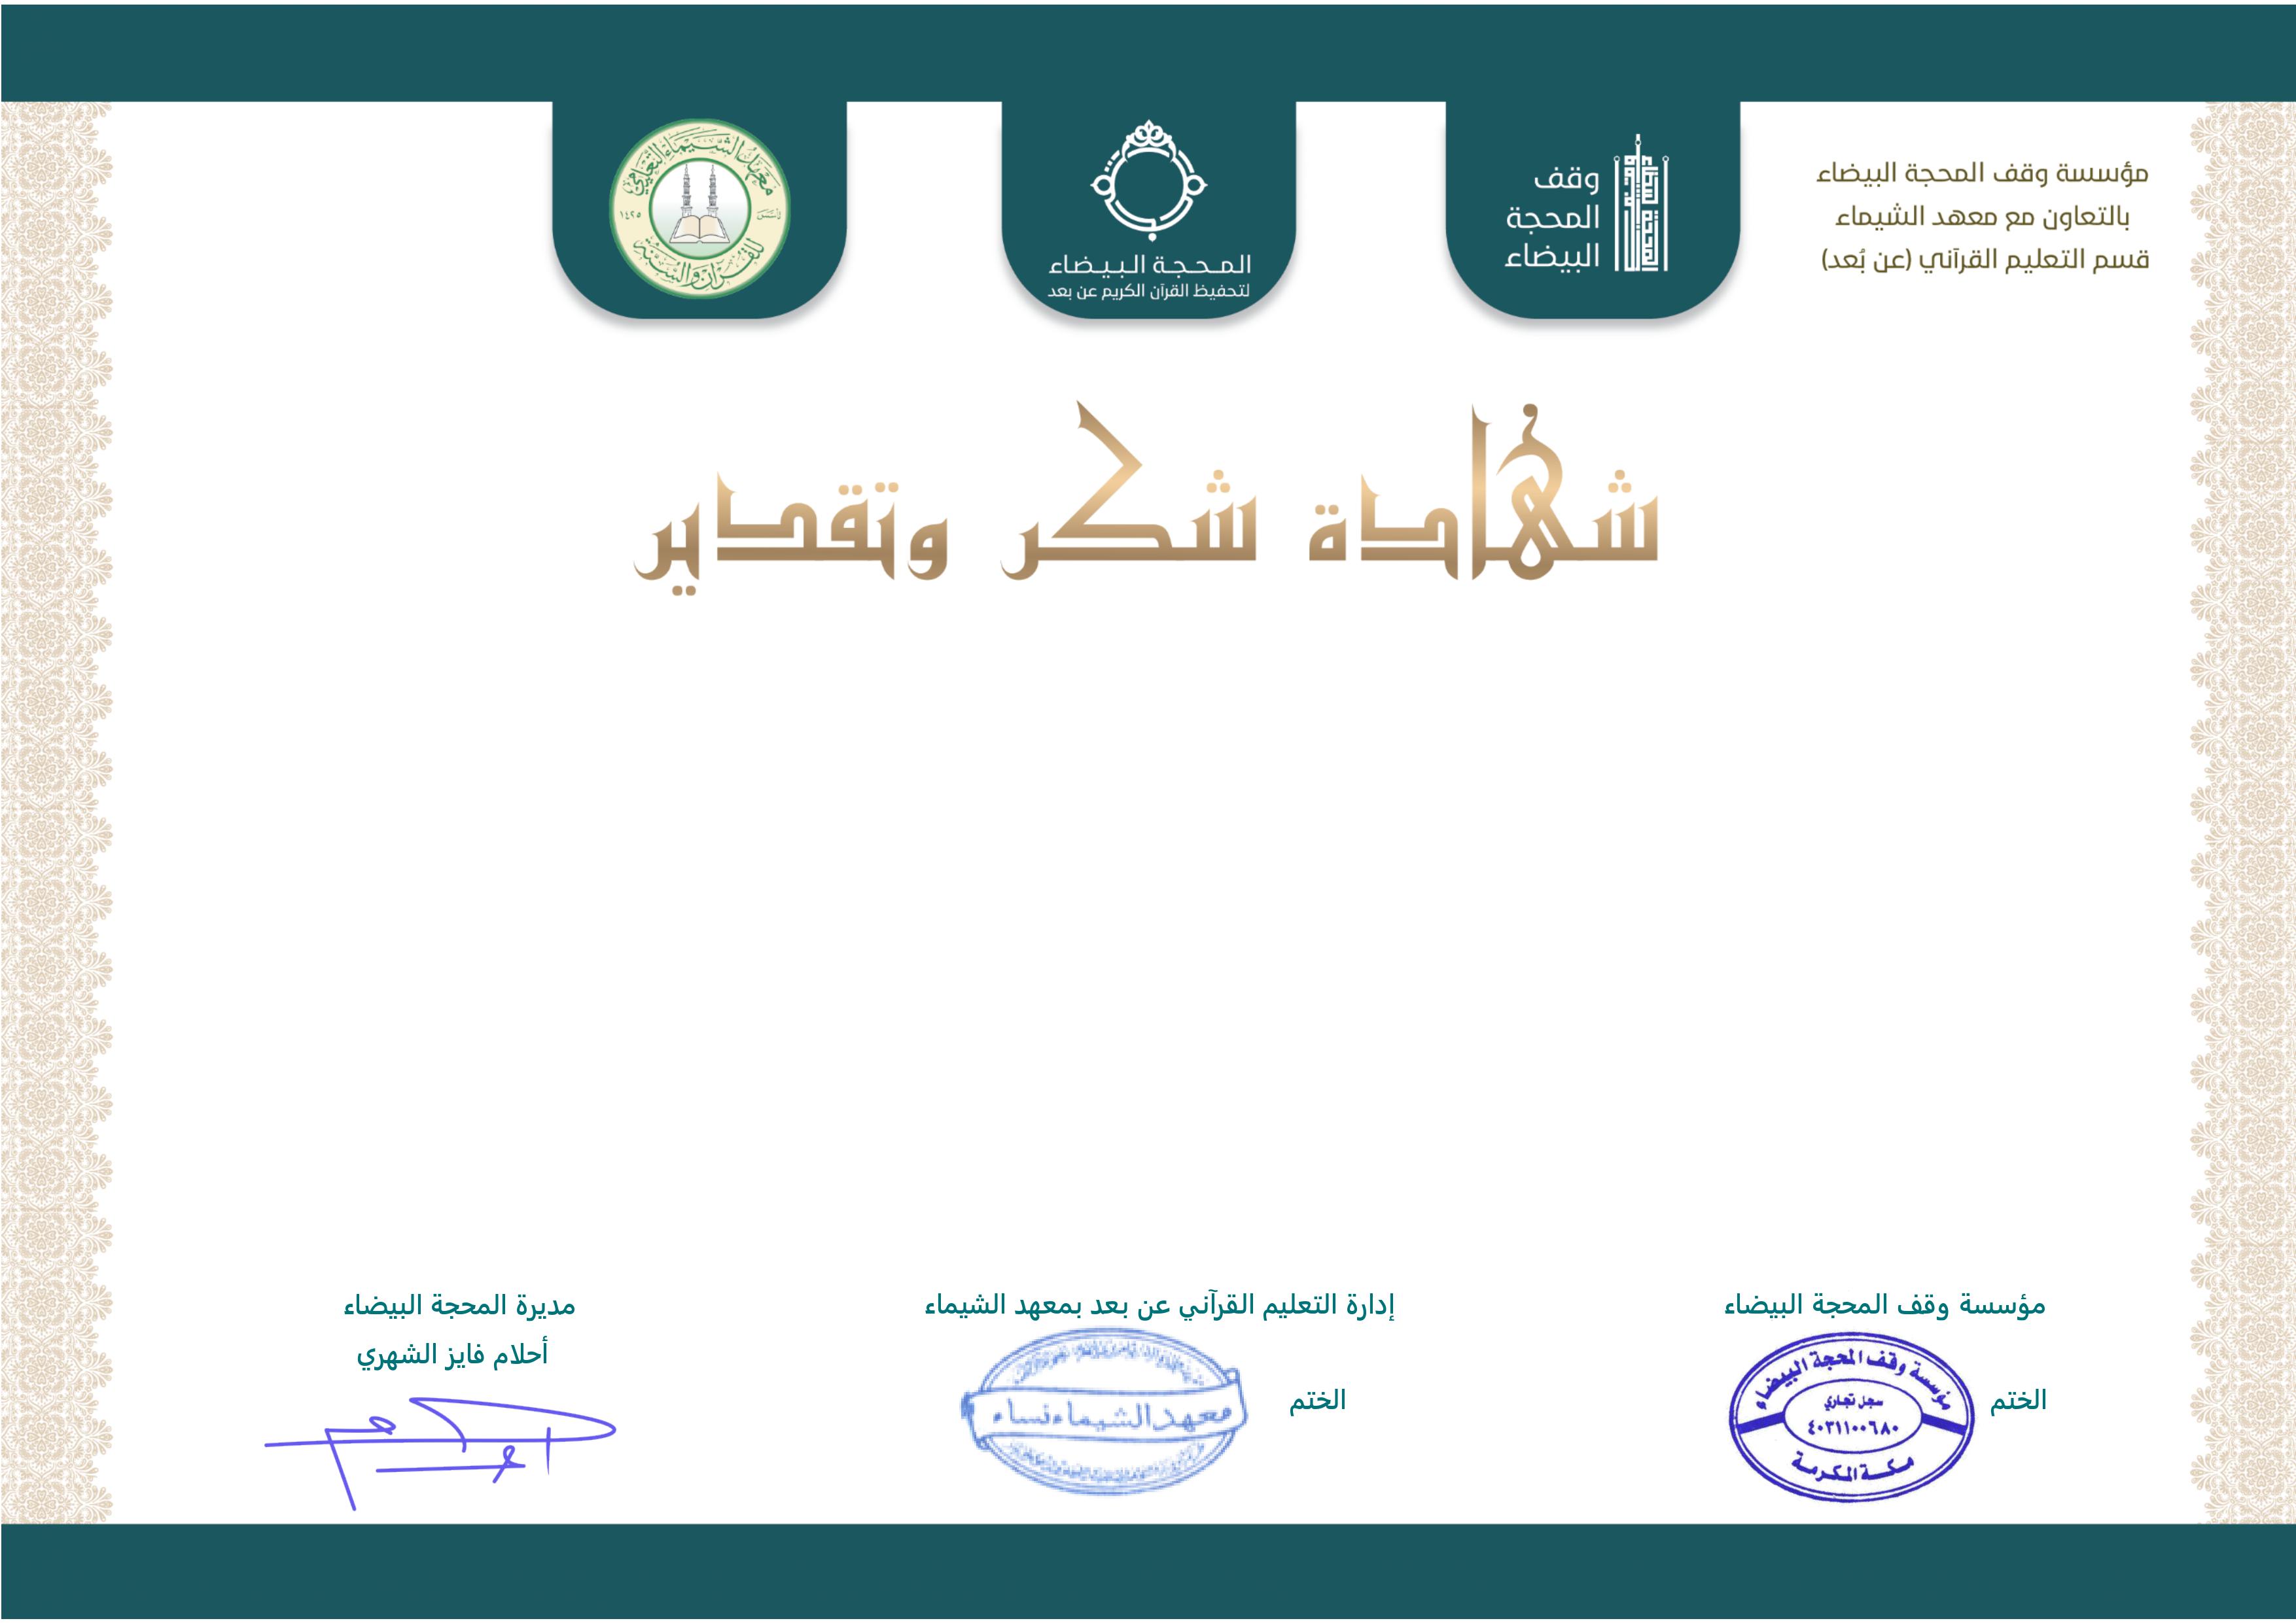 مؤسسة وقف المحجة البيضاء
بالتعاون مع معهد الشيماء
قسم التعليم القرآني (عن بُعد)
وقف
المحجة
البيضاء
المحجة البيضاء
لتحفيظ القرآن الكريم عن بعد
معهد الشيماء التعليمي
تأسس ١٤٢٥
للقرآن والسنة
شهادة شكر وتقدير
مؤسسة وقف المحجة البيضاء
الختم
مؤسسة وقف المحجة البيضاء
سجل تجاري
٤٠٣١١٠٠٦٨٠
مكة المكرمة
إدارة التعليم القرآني عن بعد بمعهد الشيماء
الختم
معهد الشيماء نساء
مديرة المحجة البيضاء
أحلام فايز الشهري